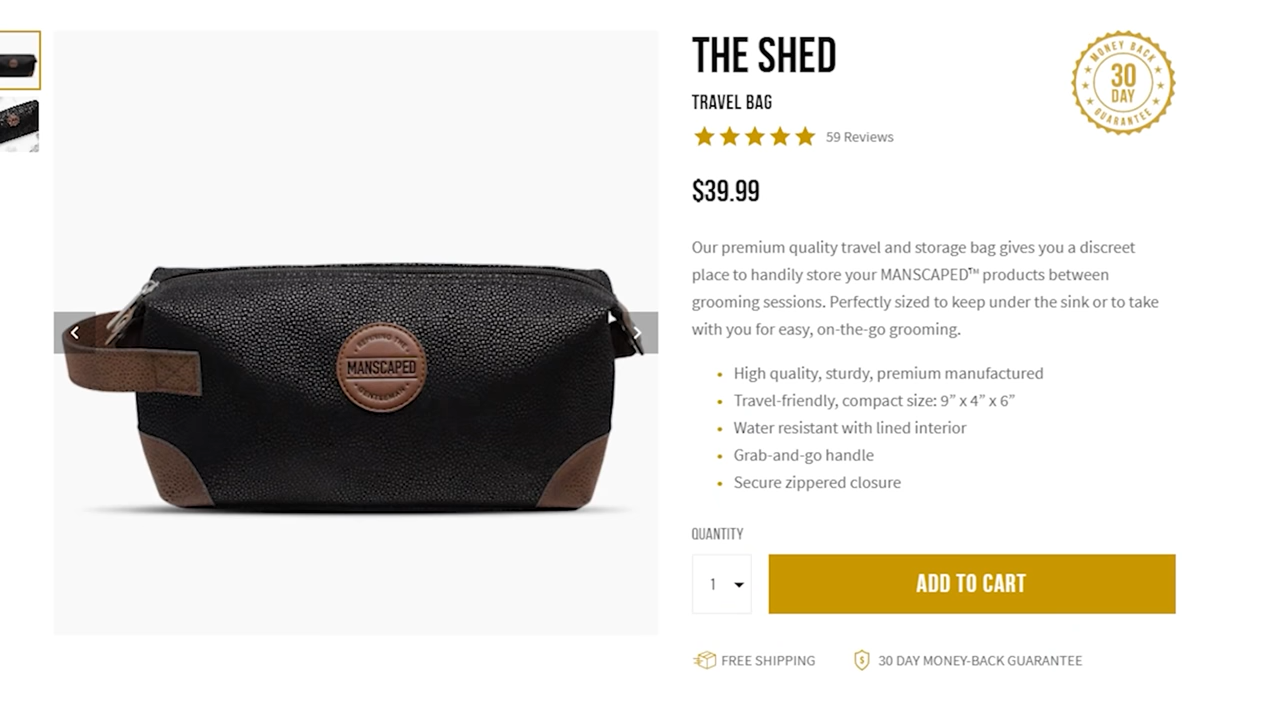 THE SHED
MONEY BACK
30
DAY
GUARANTEE
TRAVEL BAG
59 Reviews
$39.99
Our premium quality travel and storage bag gives you a discreet
place to handily store your MANSCAPED™ products between
grooming sessions. Perfectly sized to keep under the sink or to take
with you for easy, on-the-go grooming.
• High quality, sturdy, premium manufactured
• Travel-friendly, compact size: 9” x 4” x 6”
• Water resistant with lined interior
• Grab-and-go handle
• Secure zippered closure
REFINING THE
MANSCAPED
GENTLEMAN
QUANTITY
1
ADD TO CART
FREE SHIPPING
30 DAY MONEY-BACK GUARANTEE